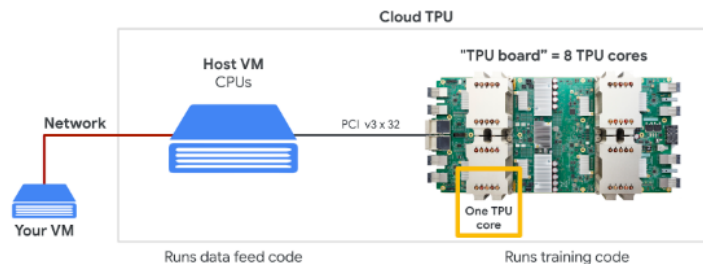 Cloud TPU
Host VM
CPUs
"TPU board” = 8 TPU cores
Network
PCI v3 x 32
One TPU
core
Your VM
Runs data feed code
Runs training code